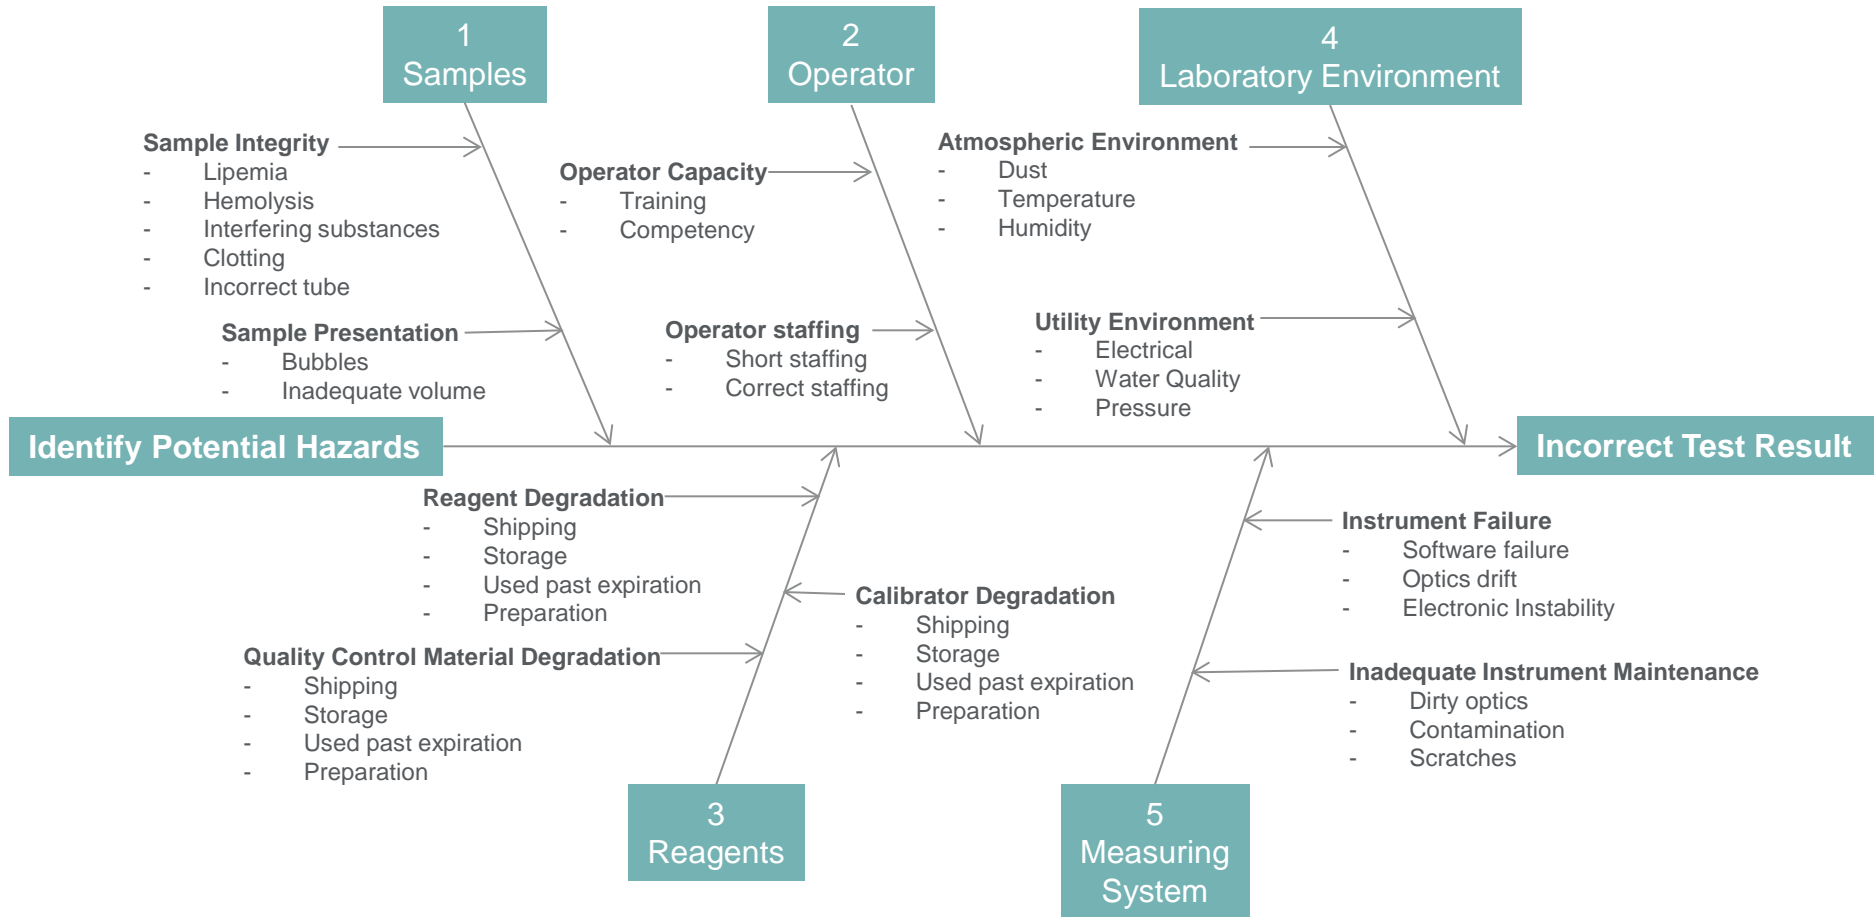 1
Samples
2
Operator
4
Laboratory Environment
Sample Integrity
- Lipemia
- Hemolysis
- Interfering substances
- Clotting
- Incorrect tube
Sample Presentation
- Bubbles
- Inadequate volume
Operator Capacity
- Training
- Competency
Operator staffing
- Short staffing
- Correct staffing
Atmospheric Environment
- Dust
- Temperature
- Humidity
Utility Environment
- Electrical
- Water Quality
- Pressure
Identify Potential Hazards
Incorrect Test Result
Reagent Degradation
- Shipping
- Storage
- Used past expiration
- Preparation
Quality Control Material Degradation
- Shipping
- Storage
- Used past expiration
- Preparation
Calibrator Degradation
- Shipping
- Storage
- Used past expiration
- Preparation
Instrument Failure
- Software failure
- Optics drift
- Electronic Instability
Inadequate Instrument Maintenance
- Dirty optics
- Contamination
- Scratches
3
Reagents
5
Measuring
System